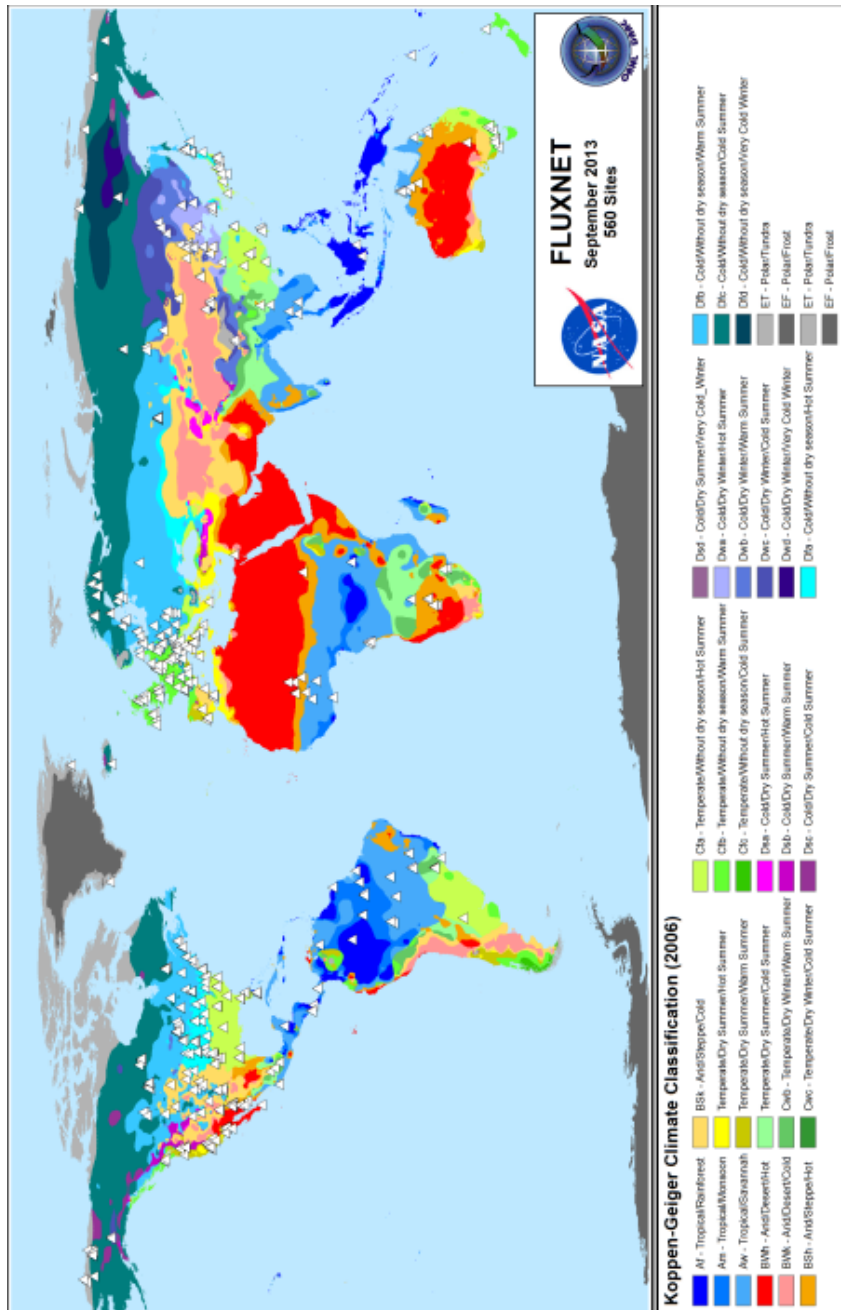 FLUXNET
September 2013
560 Sites
NASA
ORNL DAAC
Koppen-Geiger Climate Classification (2006)
Af - Tropical/Rainforest
Am - Tropical/Monsoon
Aw - Tropical/Savannah
BWh - Arid/Desert/Hot
BWk - Arid/Desert/Cold
BSh - Arid/Steppe/Hot
BSk - Arid/Steppe/Cold
Temperate/Dry Summer/Hot Summer
Temperate/Dry Summer/Warm Summer
Temperate/Dry Summer/Cold Summer
Cwb - Temperate/Dry Winter/Warm Summer
Cwc - Temperate/Dry Winter/Cold Summer
Cfa - Temperate/Without dry season/Hot Summer
Cfb - Temperate/Without dry season/Warm Summer
Cfc - Temperate/Without dry season/Cold Summer
Dsa - Cold/Dry Summer/Hot Summer
Dsb - Cold/Dry Summer/Warm Summer
Dsc - Cold/Dry Summer/Cold Summer
Dsd - Cold/Dry Summer/Very Cold_Winter
Dwa - Cold/Dry Winter/Hot Summer
Dwb - Cold/Dry Winter/Warm Summer
Dwc - Cold/Dry Winter/Cold Summer
Dwd - Cold/Dry Winter/Very Cold Winter
Dfa - Cold/Without dry season/Hot Summer
Dfb - Cold/Without dry season/Warm Summer
Dfc - Cold/Without dry season/Cold Summer
Dfd - Cold/Without dry season/Very Cold Winter
ET - Polar/Tundra
EF - Polar/Frost
ET - Polar/Tundra
EF - Polar/Frost